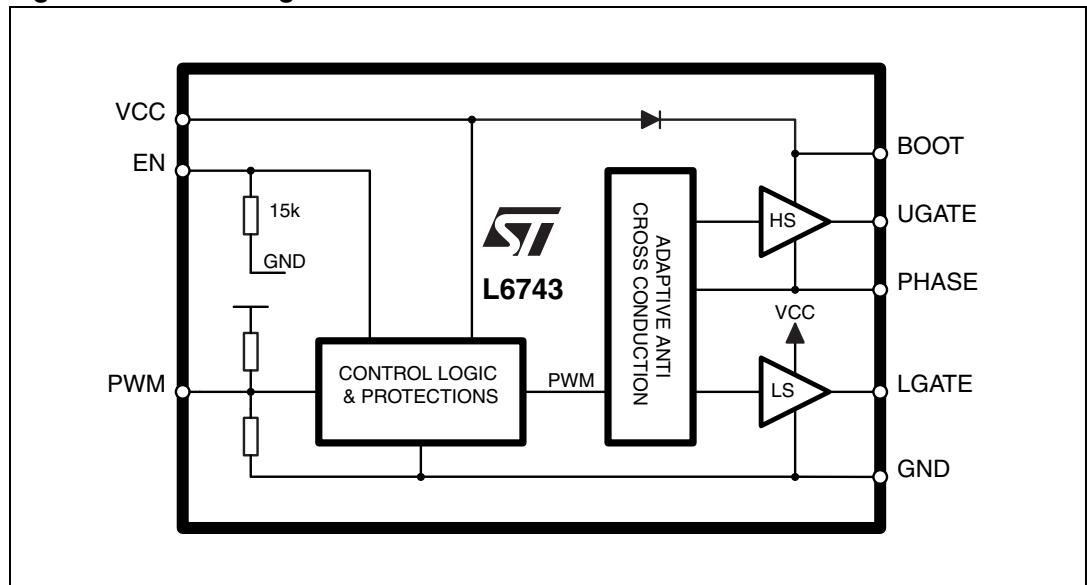 VCC
EN
15k
GND
PWM
ST
L6743
CONTROL LOGIC
& PROTECTIONS
PWM
ADAPTIVE ANTI
CROSS CONDUCTION
HS
VCC
LS
BOOT
UGATE
PHASE
LGATE
GND